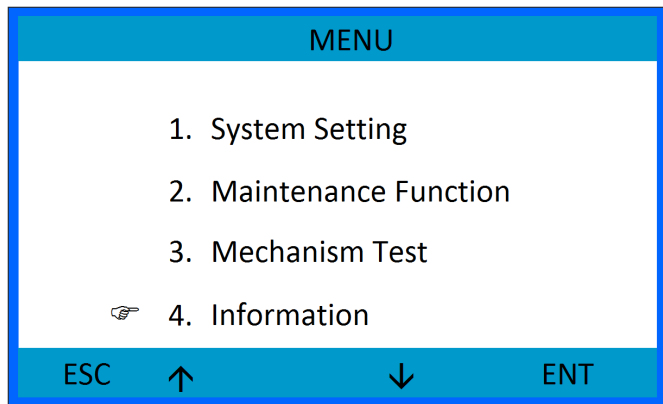 MENU
1. System Setting
2. Maintenance Function
3. Mechanism Test
☞ 4. Information
ESC ↑ ↓ ENT